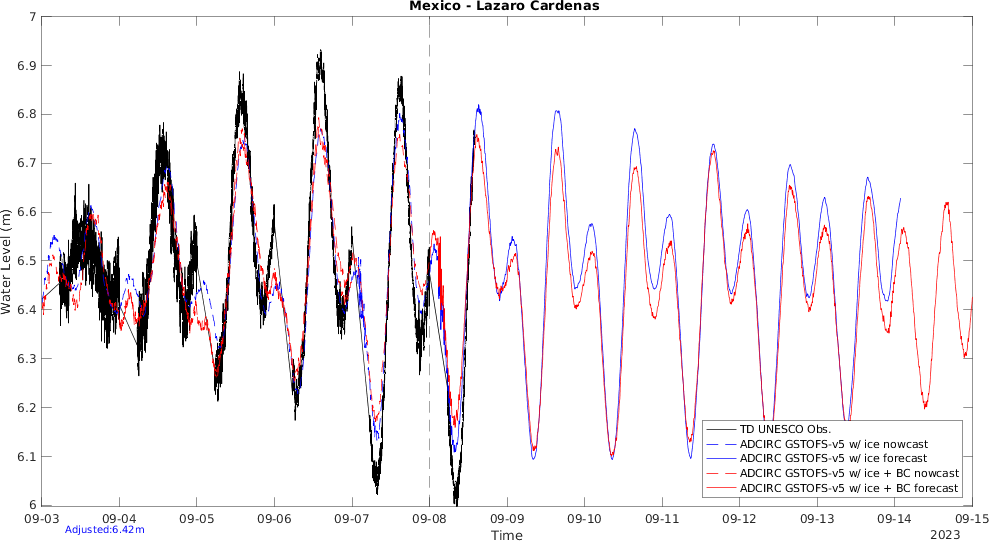 Mexico - Lazaro Cardenas
Water Level (m)
7
6.9
6.8
6.7
6.6
6.5
6.4
6.3
6.2
6.1
6
TD UNESCO Obs.
ADCIRC GSTOFS-v5 w/ ice nowcast
ADCIRC GSTOFS-v5 w/ ice forecast
ADCIRC GSTOFS-v5 w/ ice + BC nowcast
ADCIRC GSTOFS-v5 w/ ice + BC forecast
09-03 09-04 09-05 09-06 09-07 09-08 09-09 09-10 09-11 09-12 09-13 09-14 09-15
Adjusted:6.42m
Time
2023